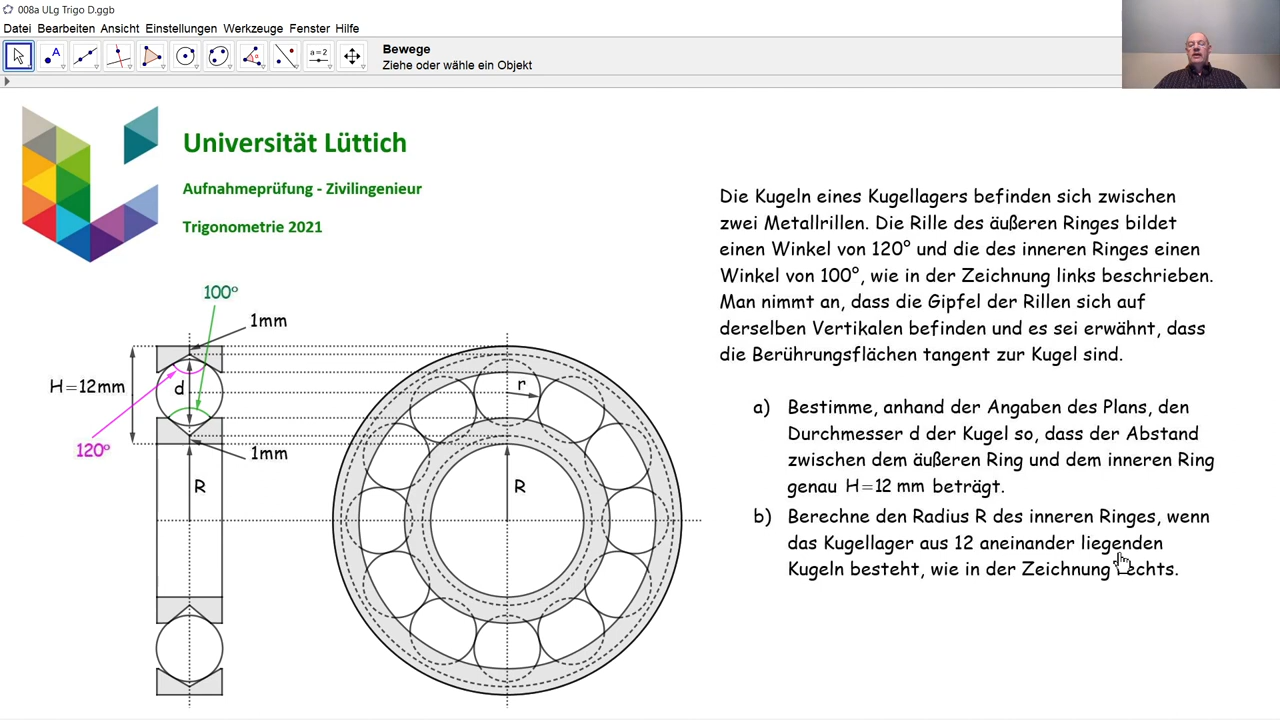 008a ULg Trigo D.ggb
Datei Bearbeiten Ansicht Einstellungen Werkzeuge Fenster Hilfe
A
a=2
Bewege
Ziehe oder wähle ein Objekt
Universität Lüttich
Aufnahmeprüfung - Zivilingenieur
Trigonometrie 2021
Die Kugeln eines Kugellagers befinden sich zwischen
zwei Metallrillen. Die Rille des äußeren Ringes bildet
einen Winkel von 120° und die des inneren Ringes einen
Winkel von 100°, wie in der Zeichnung links beschrieben.
Man nimmt an, dass die Gipfel der Rillen sich auf
derselben Vertikalen befinden und es sei erwähnt, dass
die Berührungsflächen tangent zur Kugel sind.
a) Bestimme, anhand der Angaben des Plans, den
Durchmesser d der Kugel so, dass der Abstand
zwischen dem äußeren Ring und dem inneren Ring
genau H=12 mm beträgt.
b) Berechne den Radius R des inneren Ringes, wenn
das Kugellager aus 12 aneinander liegenden
Kugeln besteht, wie in der Zeichnung rechts.
100°
1mm
H=12mm
d
r
120°
1mm
R
R